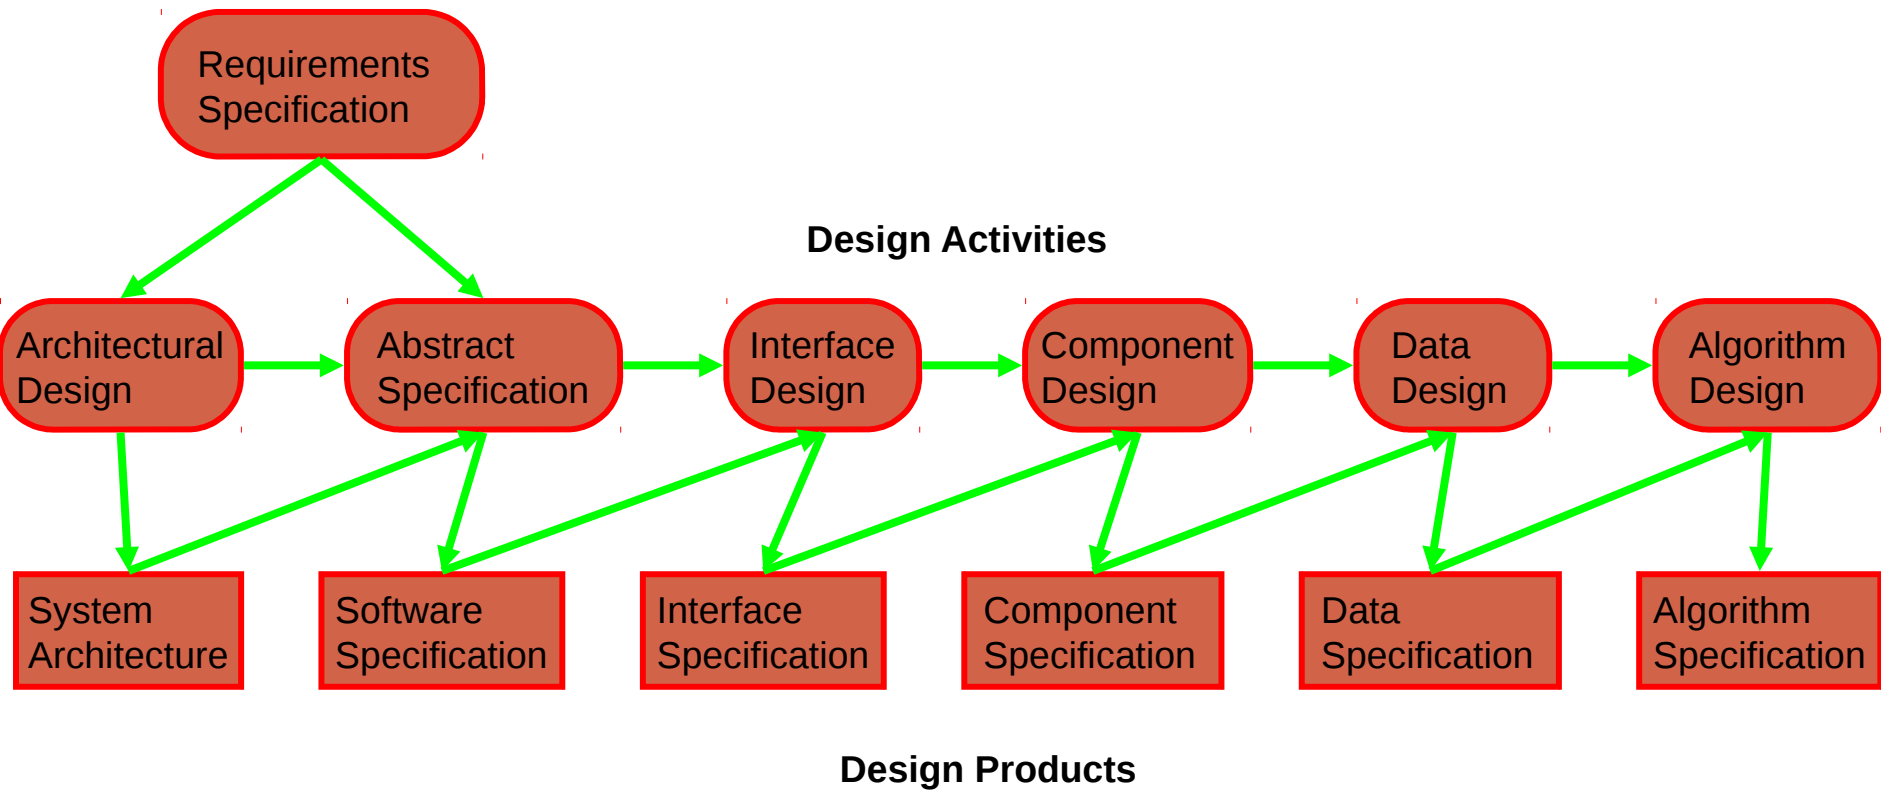 Requirements
Specification
Design Activities
Architectural
Design
Abstract
Specification
Interface
Design
Component
Design
Data
Design
Algorithm
Design
System
Architecture
Software
Specification
Interface
Specification
Component
Specification
Data
Specification
Algorithm
Specification
Design Products